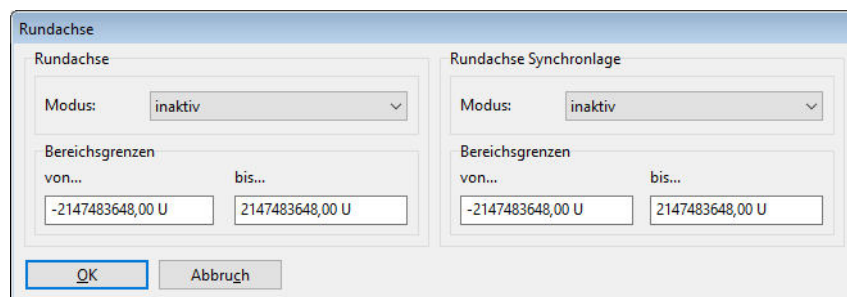 Rundachse
Rundachse
Modus: inaktiv
Bereichsgrenzen
von... bis...
-2147483648,00 U 2147483648,00 U
Rundachse Synchronlage
Modus: inaktiv
Bereichsgrenzen
von... bis...
-2147483648,00 U 2147483648,00 U
OK Abbruch